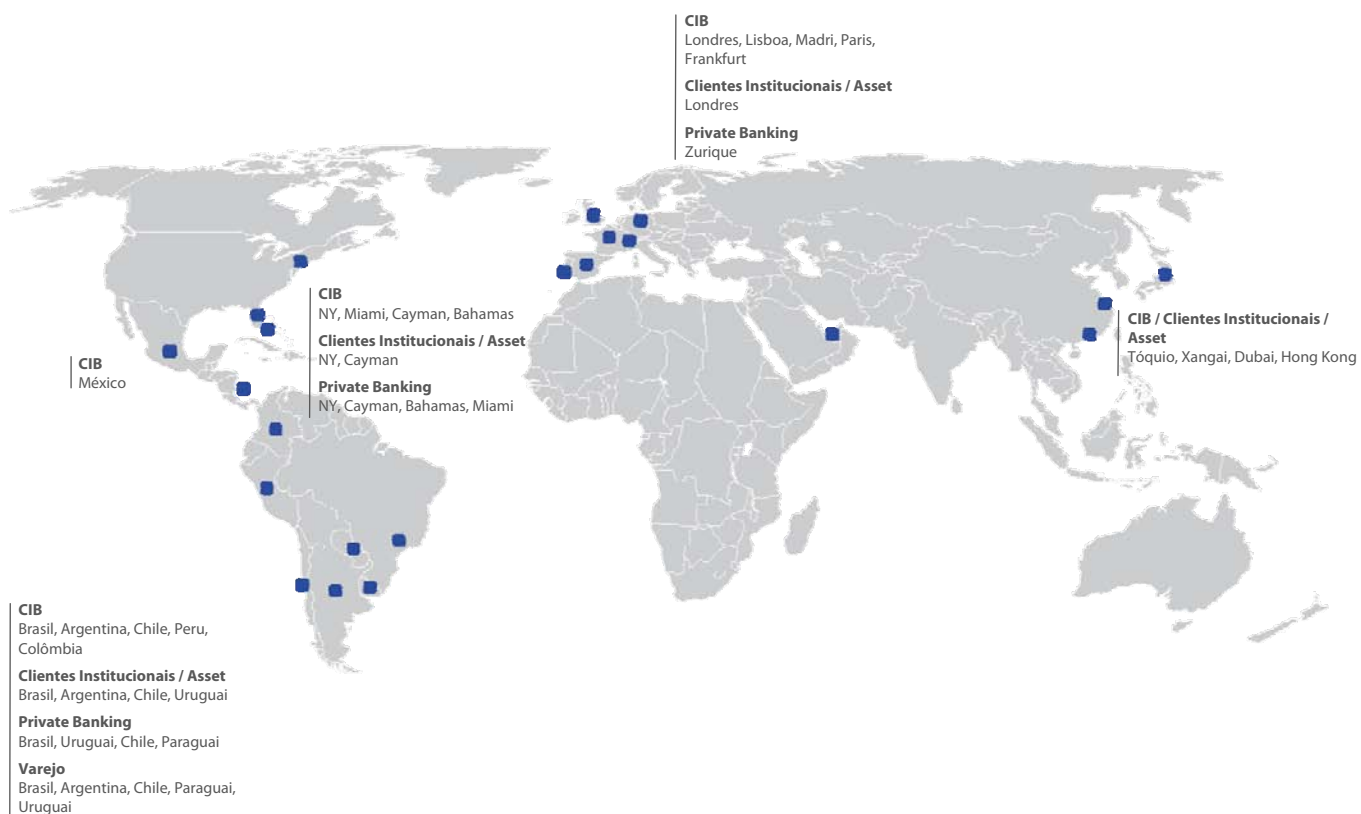 CIB
Londres, Lisboa, Madri, Paris,
Frankfurt
Clientes Institucionais / Asset
Londres
Private Banking
Zurique
CIB
NY, Miami, Cayman, Bahamas
Clientes Institucionais / Asset
NY, Cayman
Private Banking
NY, Cayman, Bahamas, Miami
CIB / Clientes Institucionais /
Asset
Tóquio, Xangai, Dubai, Hong Kong
CIB
México
CIB
Brasil, Argentina, Chile, Peru,
Colômbia
Clientes Institucionais / Asset
Brasil, Argentina, Chile, Uruguai
Private Banking
Brasil, Uruguai, Chile, Paraguai
Varejo
Brasil, Argentina, Chile, Paraguai,
Uruguai